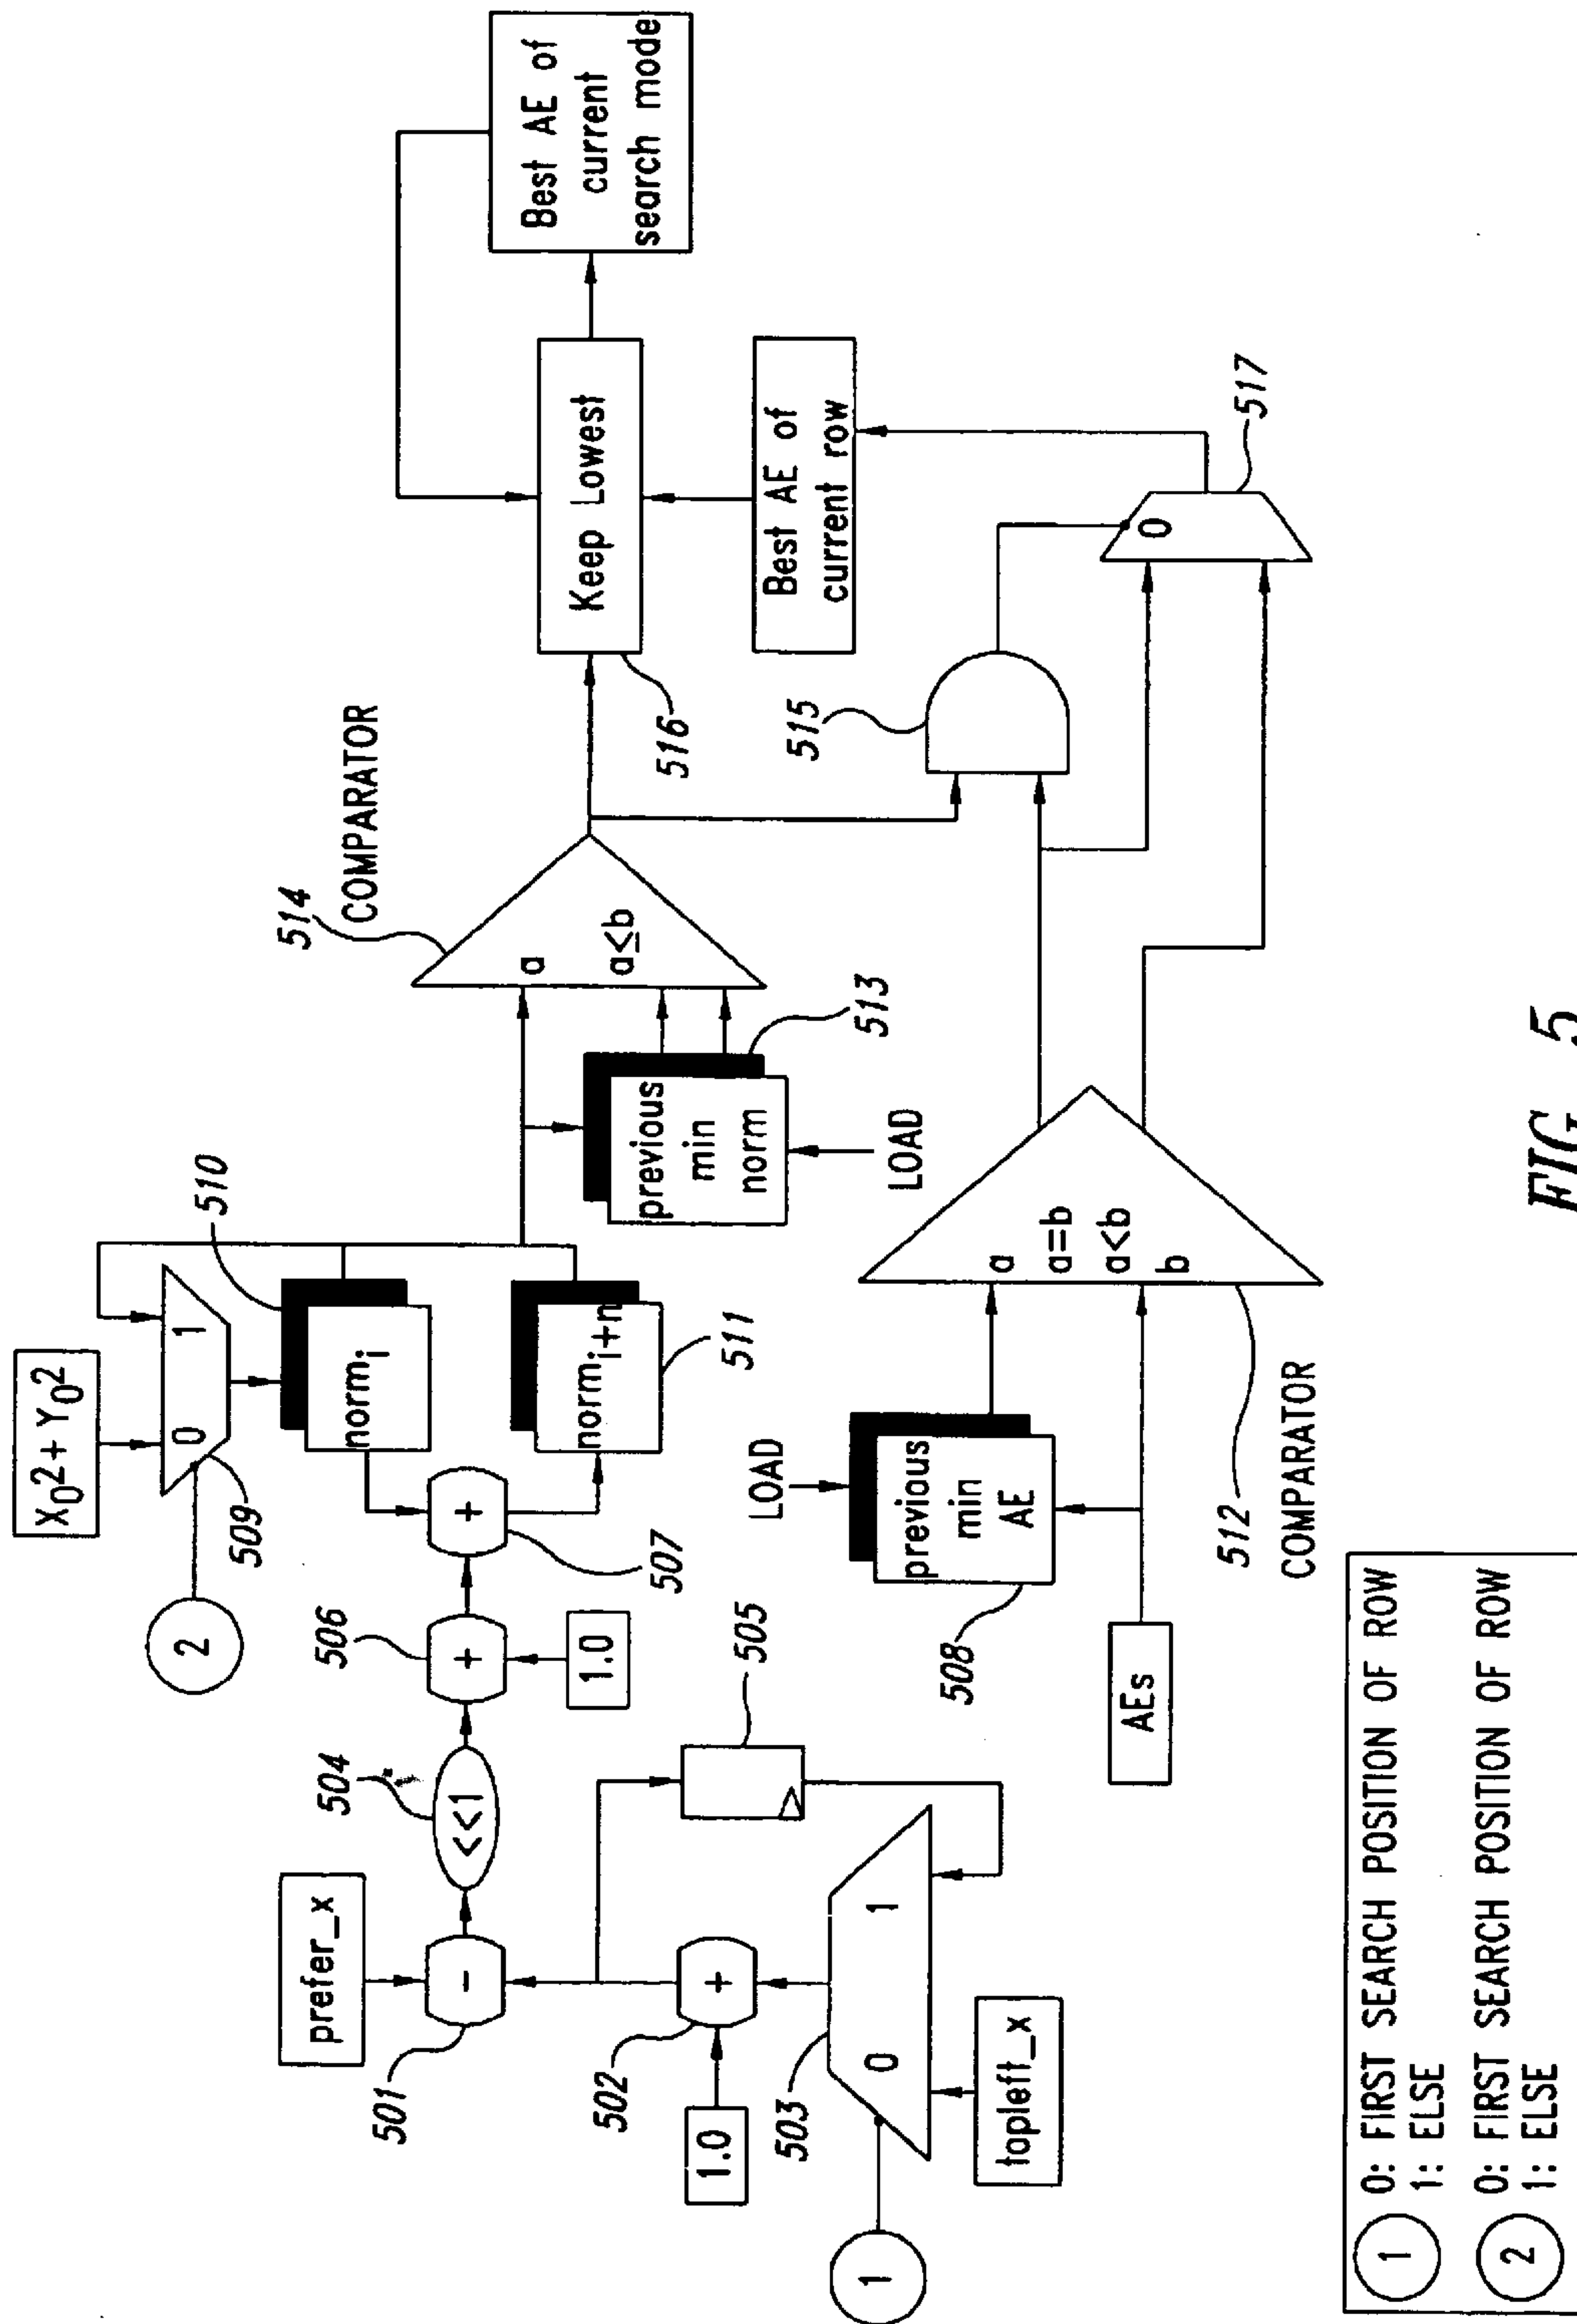 X0²+Y0²
2
509
0
1
510
normi
normi+n
511
507
+
506
+
1.0
504
<<1
505
prefer_x
-
501
502
+
1.0
503
0
1
topleft_x
1
514
COMPARATOR
a
a≤b
previous
min
norm
513
LOAD
Keep Lowest
516
Best AE of
current
search mode
Best AE of
current row
515
0
517
LOAD
previous
min
AE
508
AEs
a
a=b
a<b
b
512
COMPARATOR
1 0: FIRST SEARCH POSITION OF ROW
1: ELSE
2 0: FIRST SEARCH POSITION OF ROW
1: ELSE
FIG. 5